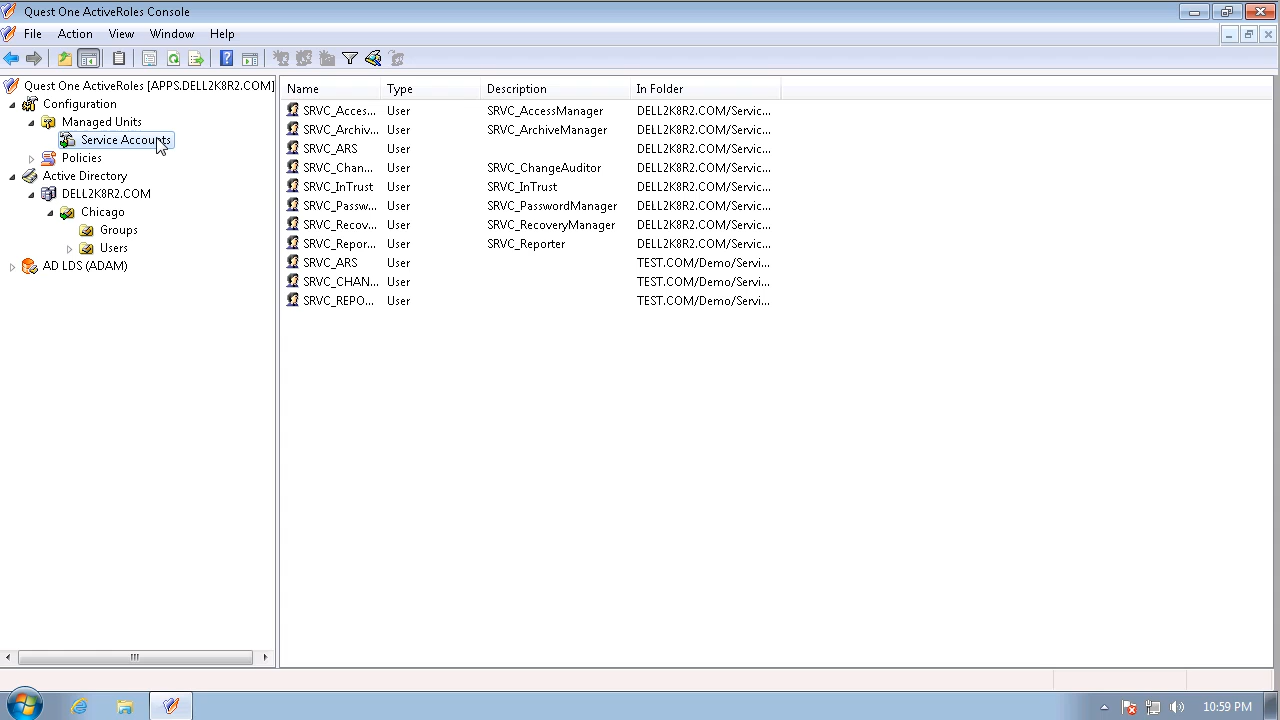 Quest One ActiveRoles Console
File Action View Window Help
Quest One ActiveRoles [APPS.DELL2K8R2.COM]
Configuration
Managed Units
Service Accounts
Policies
Active Directory
DELL2K8R2.COM
Chicago
Groups
Users
AD LDS (ADAM)
Name Type Description In Folder
SRVC_Acces... User SRVC_AccessManager DELL2K8R2.COM/Servic...
SRVC_Archiv... User SRVC_ArchiveManager DELL2K8R2.COM/Servic...
SRVC_ARS User DELL2K8R2.COM/Servic...
SRVC_Chan... User SRVC_ChangeAuditor DELL2K8R2.COM/Servic...
SRVC_InTrust User SRVC_InTrust DELL2K8R2.COM/Servic...
SRVC_Passw... User SRVC_PasswordManager DELL2K8R2.COM/Servic...
SRVC_Recov... User SRVC_RecoveryManager DELL2K8R2.COM/Servic...
SRVC_Repor... User SRVC_Reporter DELL2K8R2.COM/Servic...
SRVC_ARS User TEST.COM/Demo/Servi...
SRVC_CHAN... User TEST.COM/Demo/Servi...
SRVC_REPO... User TEST.COM/Demo/Servi...
10:59 PM